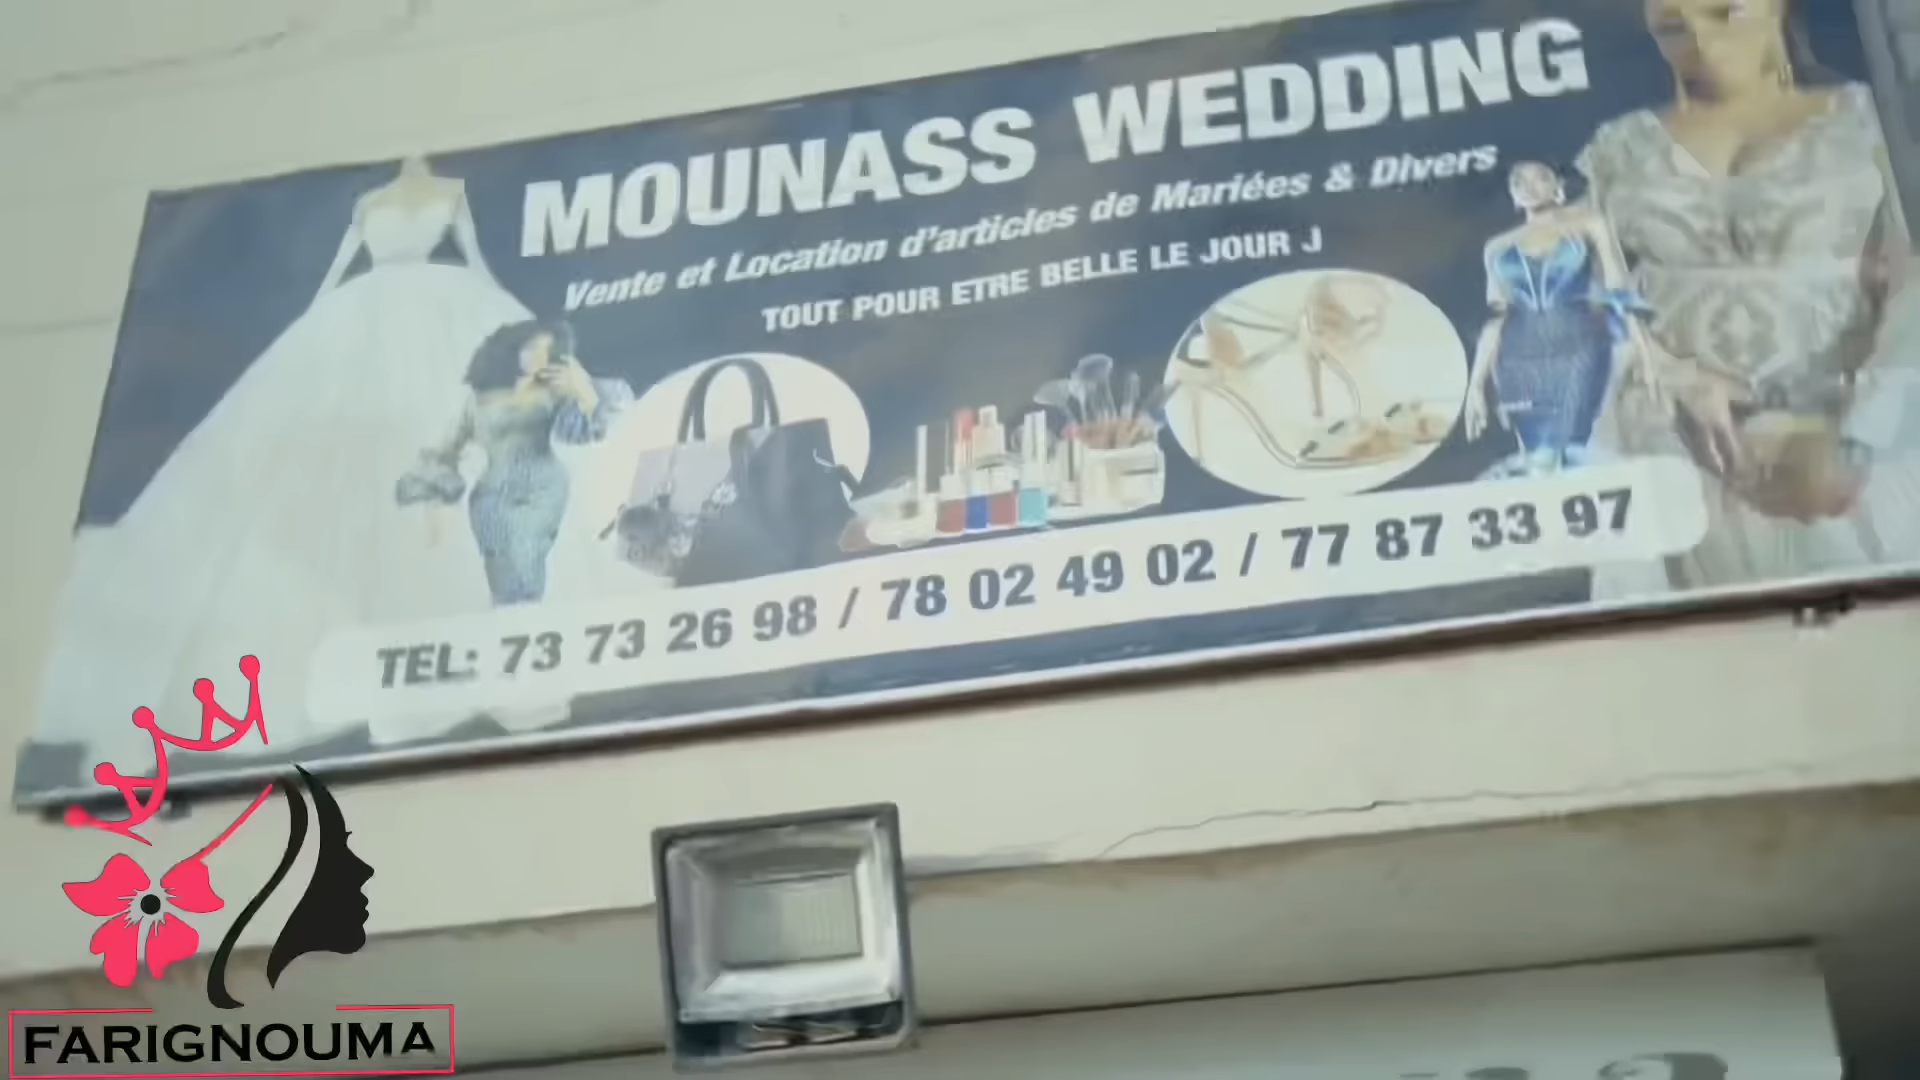 MOUNASS WEDDING
Vente et Location d'articles de Mariées & Divers
TOUT POUR ETRE BELLE LE JOUR J
TEL: 73 73 26 98 / 78 02 49 02 / 77 87 33 97
FARIGNOUMA